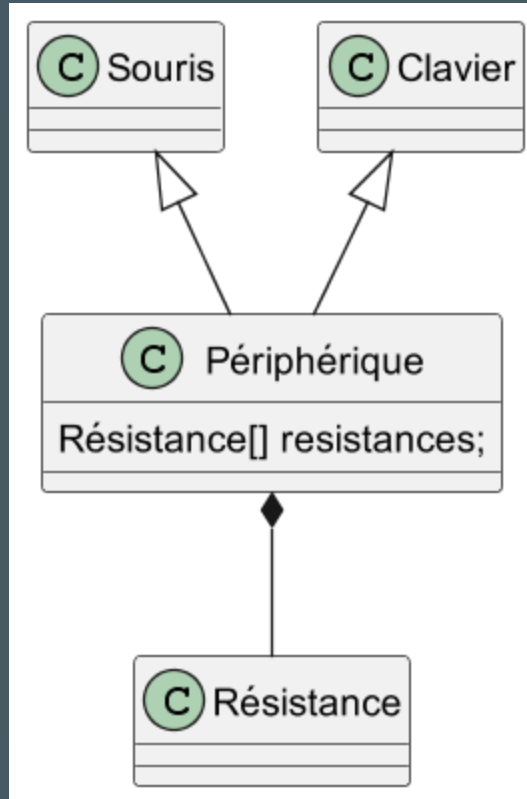 C Souris
C Clavier
C Périphérique
Résistance[] resistances;
C Résistance